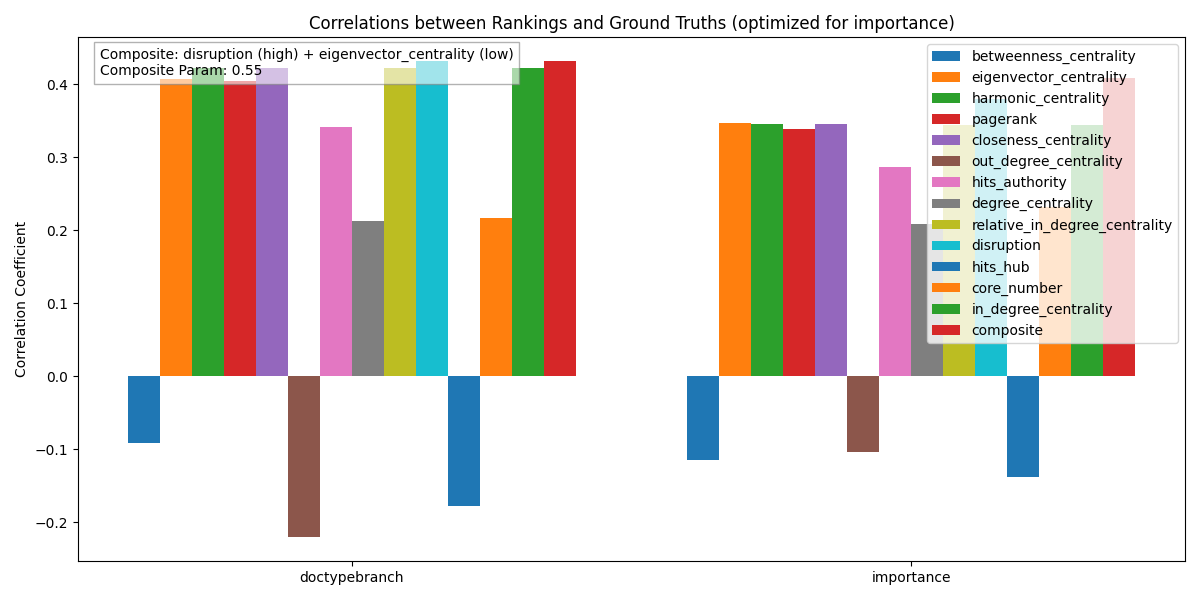 Correlations between Rankings and Ground Truths (optimized for importance)
Composite: disruption (high) + eigenvector_centrality (low)
Composite Param: 0.55
betweenness_centrality
eigenvector_centrality
harmonic_centrality
pagerank
closeness_centrality
out_degree_centrality
hits_authority
degree_centrality
relative_in_degree_centrality
disruption
hits_hub
core_number
in_degree_centrality
composite
Correlation Coefficient
0.4
0.3
0.2
0.1
0.0
−0.1
−0.2
doctypebranch
importance